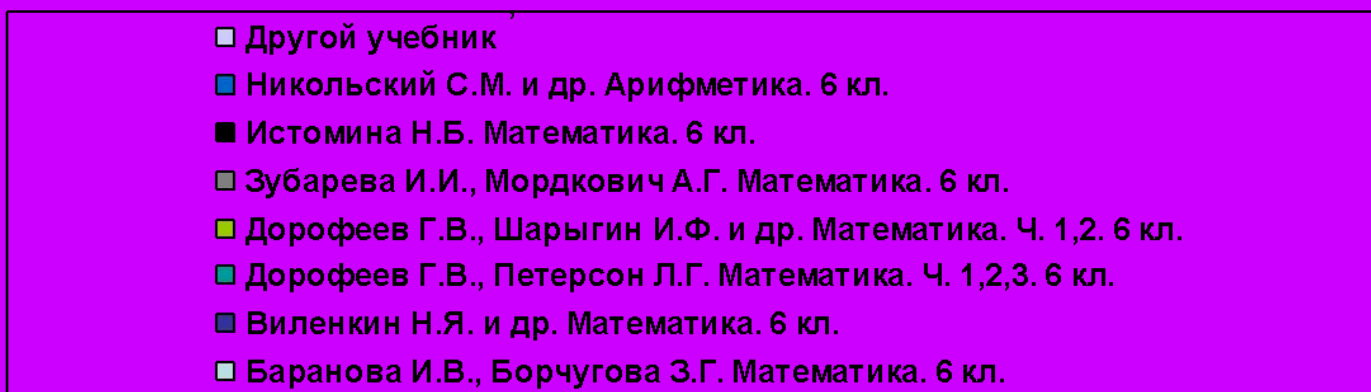 Другой учебник
Никольский С.М. и др. Арифметика. 6 кл.
Истомина Н.Б. Математика. 6 кл.
Зубарева И.И., Мордкович А.Г. Математика. 6 кл.
Дорофеев Г.В., Шарыгин И.Ф. и др. Математика. Ч. 1,2. 6 кл.
Дорофеев Г.В., Петерсон Л.Г. Математика. Ч. 1,2,3. 6 кл.
Виленкин Н.Я. и др. Математика. 6 кл.
Баранова И.В., Борчугова З.Г. Математика. 6 кл.